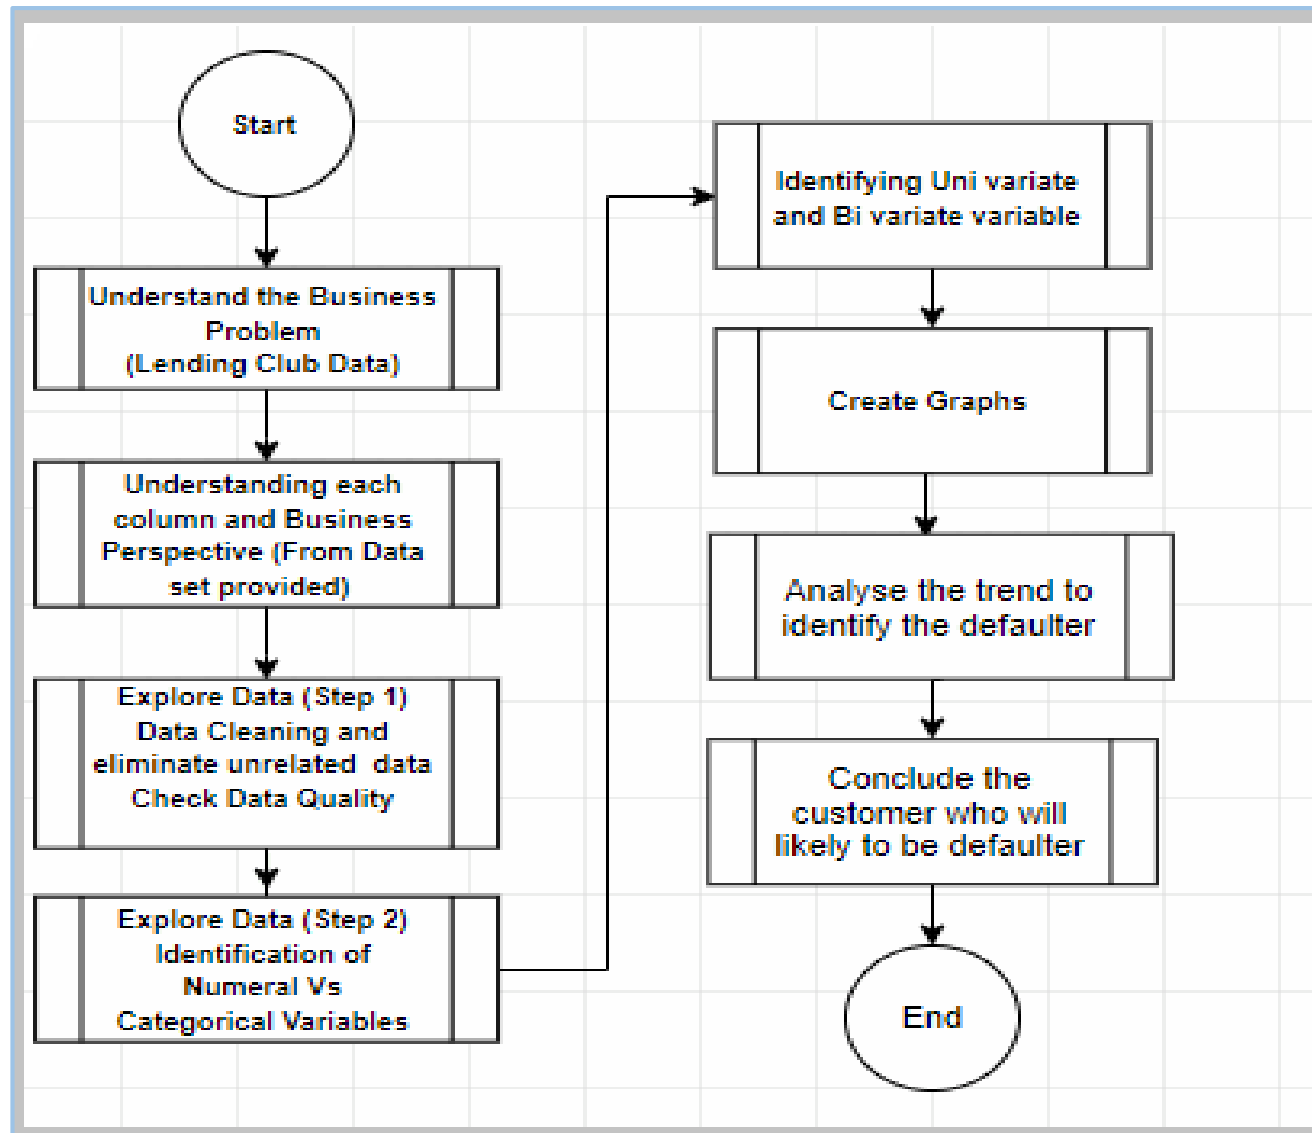 Start
Understand the Business
Problem
(Lending Club Data)
Understanding each
column and Business
Perspective (From Data
set provided)
Explore Data (Step 1)
Data Cleaning and
eliminate unrelated data
Check Data Quality
Explore Data (Step 2)
Identification of
Numeral Vs
Categorical Variables
Identifying Uni variate
and Bi variate variable
Create Graphs
Analyse the trend to
identify the defaulter
Conclude the
customer who will
likely to be defaulter
End